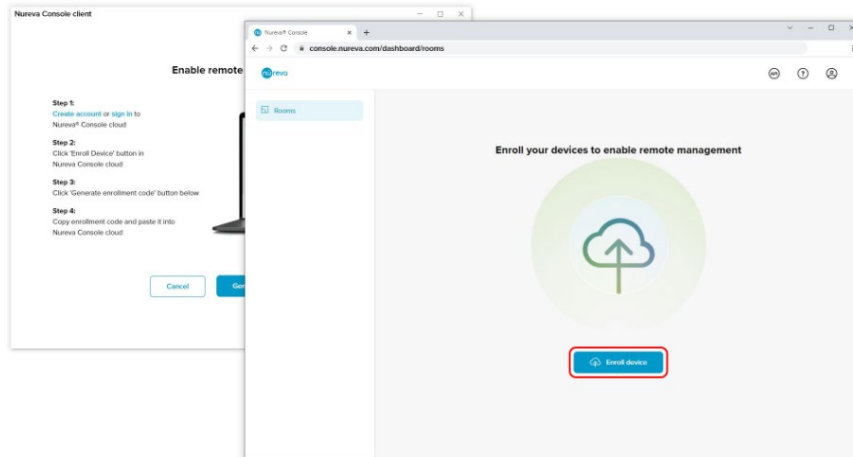 Nureva Console client
Enable remote
Step 1:
Create account or sign in to
Nureva® Console cloud
Step 2:
Click 'Enroll Device' button in
Nureva Console cloud
Step 3:
Click 'Generate enrollment code' button below
Step 4:
Copy enrollment code and paste it into
Nureva Console cloud
Cancel
Nureva® Console
console.nureva.com/dashboard/rooms
nureva
API
?
Rooms
Enroll your devices to enable remote management
Enroll device